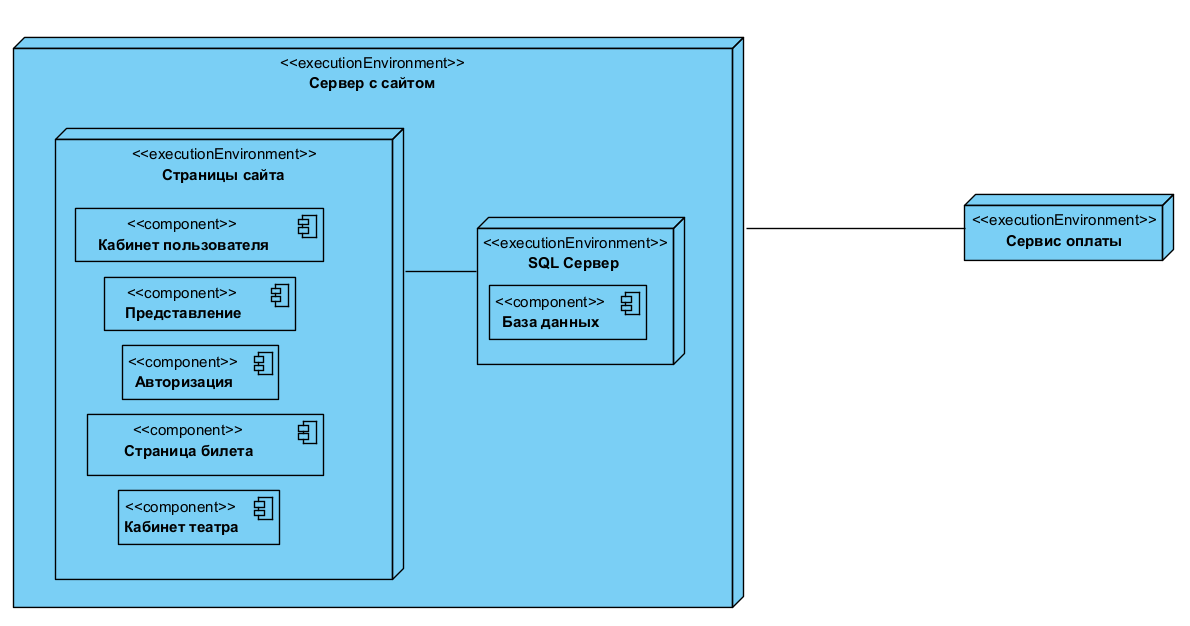 <<executionEnvironment>>
Сервер с сайтом
<<executionEnvironment>>
Страницы сайта
<<component>>
Кабинет пользователя
<<component>>
Представление
<<component>>
Авторизация
<<component>>
Страница билета
<<component>>
Кабинет театра
<<executionEnvironment>>
SQL Сервер
<<component>>
База данных
<<executionEnvironment>>
Сервис оплаты